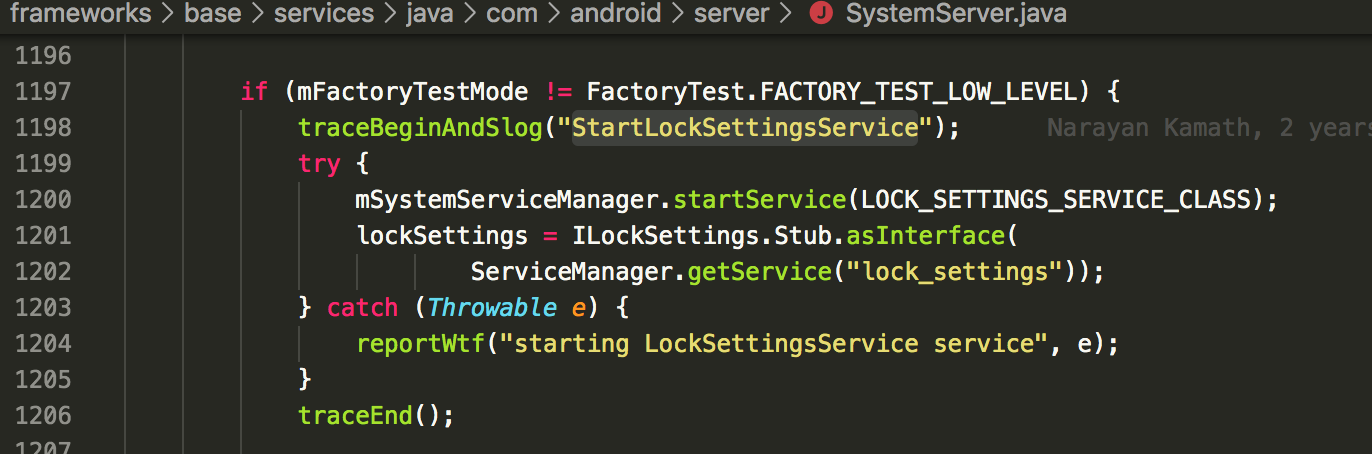 frameworks > base > services > java > com > android > server > J SystemServer.java
1196
1197 if (mFactoryTestMode != FactoryTest.FACTORY_TEST_LOW_LEVEL) {
1198 traceBeginAndSlog("StartLockSettingsService"); Narayan Kamath, 2 years
1199 try {
1200 mSystemServiceManager.startService(LOCK_SETTINGS_SERVICE_CLASS);
1201 lockSettings = ILockSettings.Stub.asInterface(
1202 ServiceManager.getService("lock_settings"));
1203 } catch (Throwable e) {
1204 reportWtf("starting LockSettingsService service", e);
1205 }
1206 traceEnd();
1207